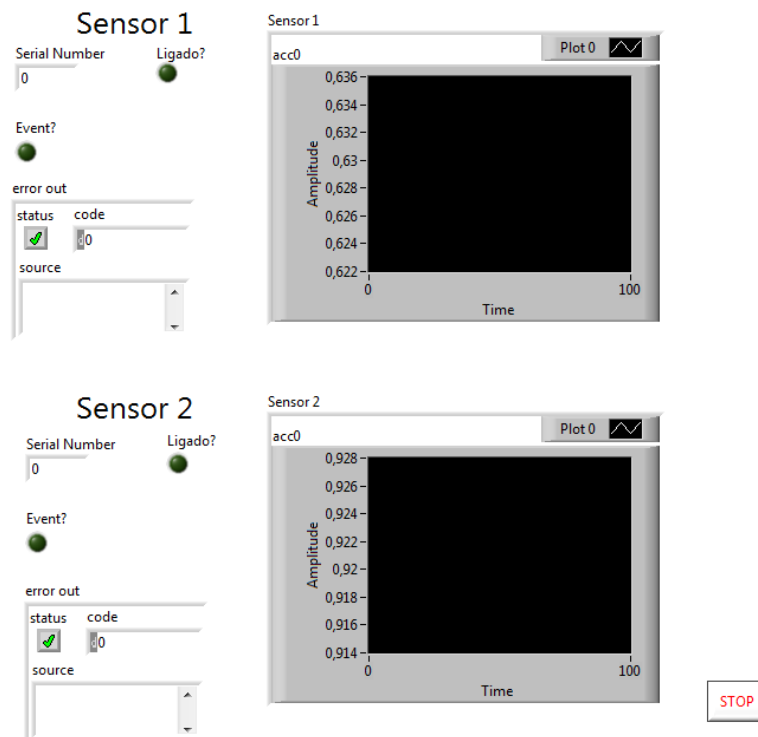 Sensor 1
Serial Number
Ligado?
0
Event?
error out
status
code
d0
source
Sensor 1
acc0
Plot 0
Amplitude
0,636
0,634
0,632
0,63
0,628
0,626
0,624
0,622
0
100
Time
Sensor 2
Serial Number
Ligado?
0
Event?
error out
status
code
d0
source
Sensor 2
acc0
Plot 0
Amplitude
0,928
0,926
0,924
0,922
0,92
0,918
0,916
0,914
0
100
Time
STOP